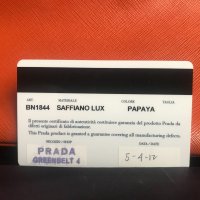 ART MATERIALE COLORE TAGLIA
BN1844 SAFFIANO LUX PAPAYA
Il presente certificato di autenticità costituisce garanzia del prodotto Prada da
difetti originari di fabbricazione.
This Prada product is granted a guarantee covering all manufacturing defects.
NEGOZIO / SHOP DATA / DATE
PRADA
GREENBELT 4
5-4-12